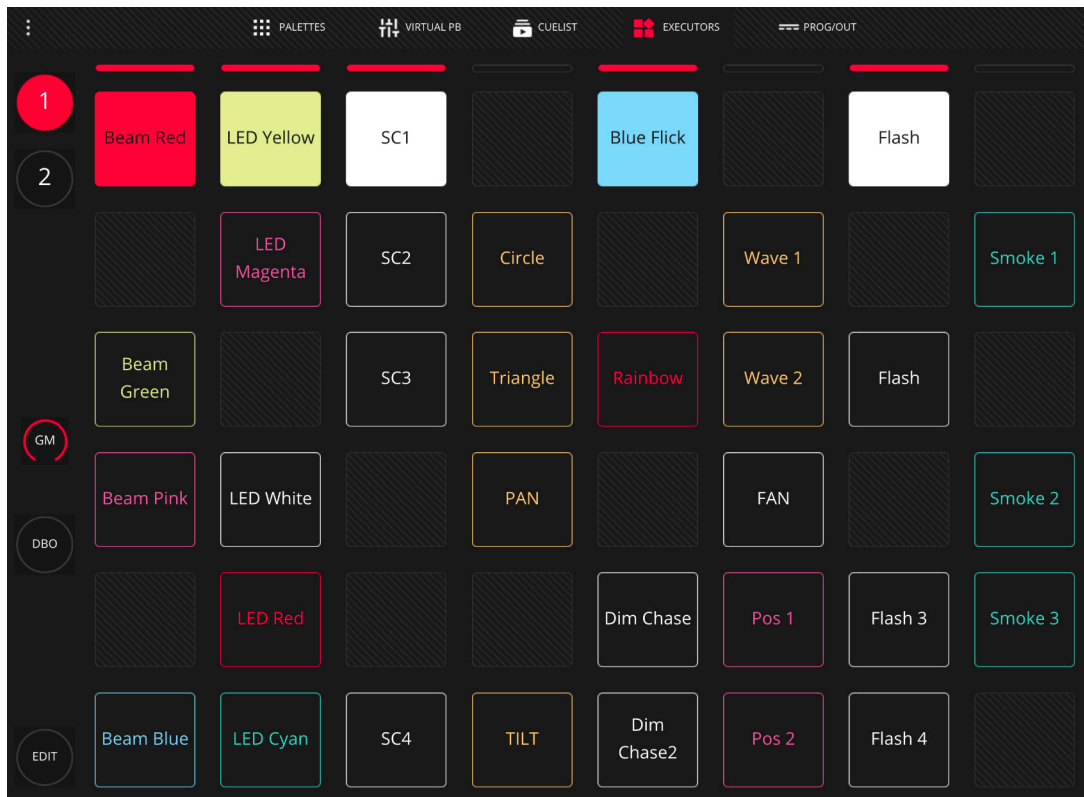 PALETTES
VIRTUAL PB
CUELIST
EXECUTORS
PROG/OUT
1
Beam Red
LED Yellow
SC1
Blue Flick
Flash
2
LED
Magenta
SC2
Circle
Wave 1
Smoke 1
Beam
Green
SC3
Triangle
Rainbow
Wave 2
Flash
GM
Beam Pink
LED White
PAN
FAN
Smoke 2
DBO
LED Red
Dim Chase
Pos 1
Flash 3
Smoke 3
EDIT
Beam Blue
LED Cyan
SC4
TILT
Dim
Chase2
Pos 2
Flash 4